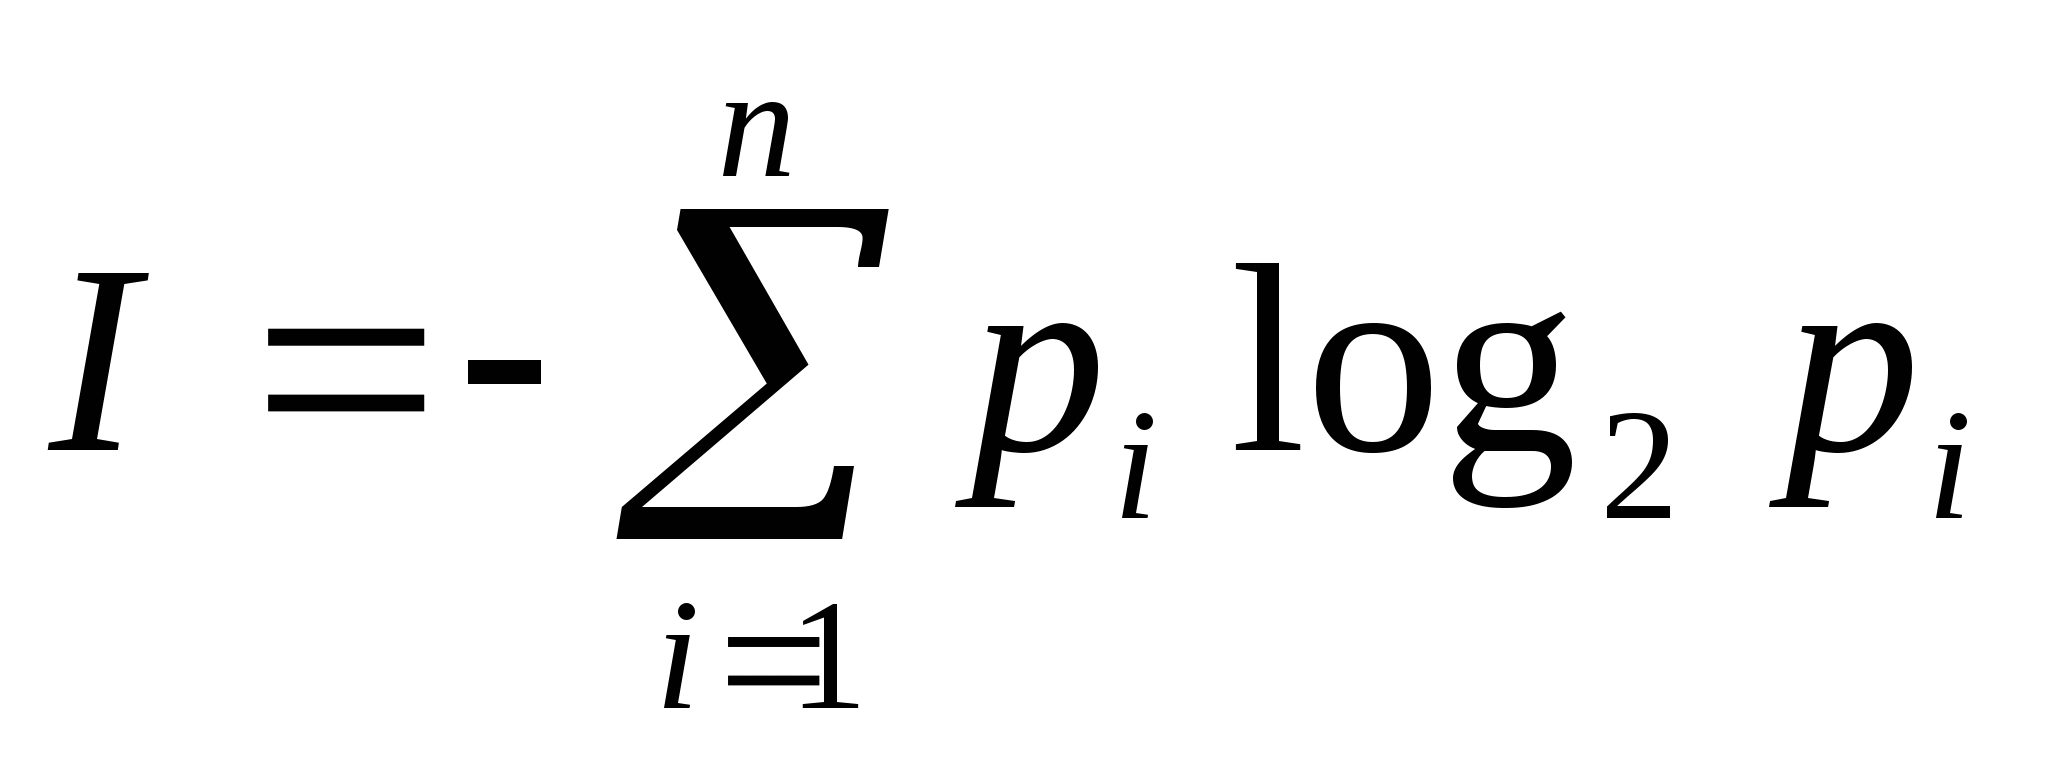 I = - ∑_{i=1}^{n} p_i log_2 p_i